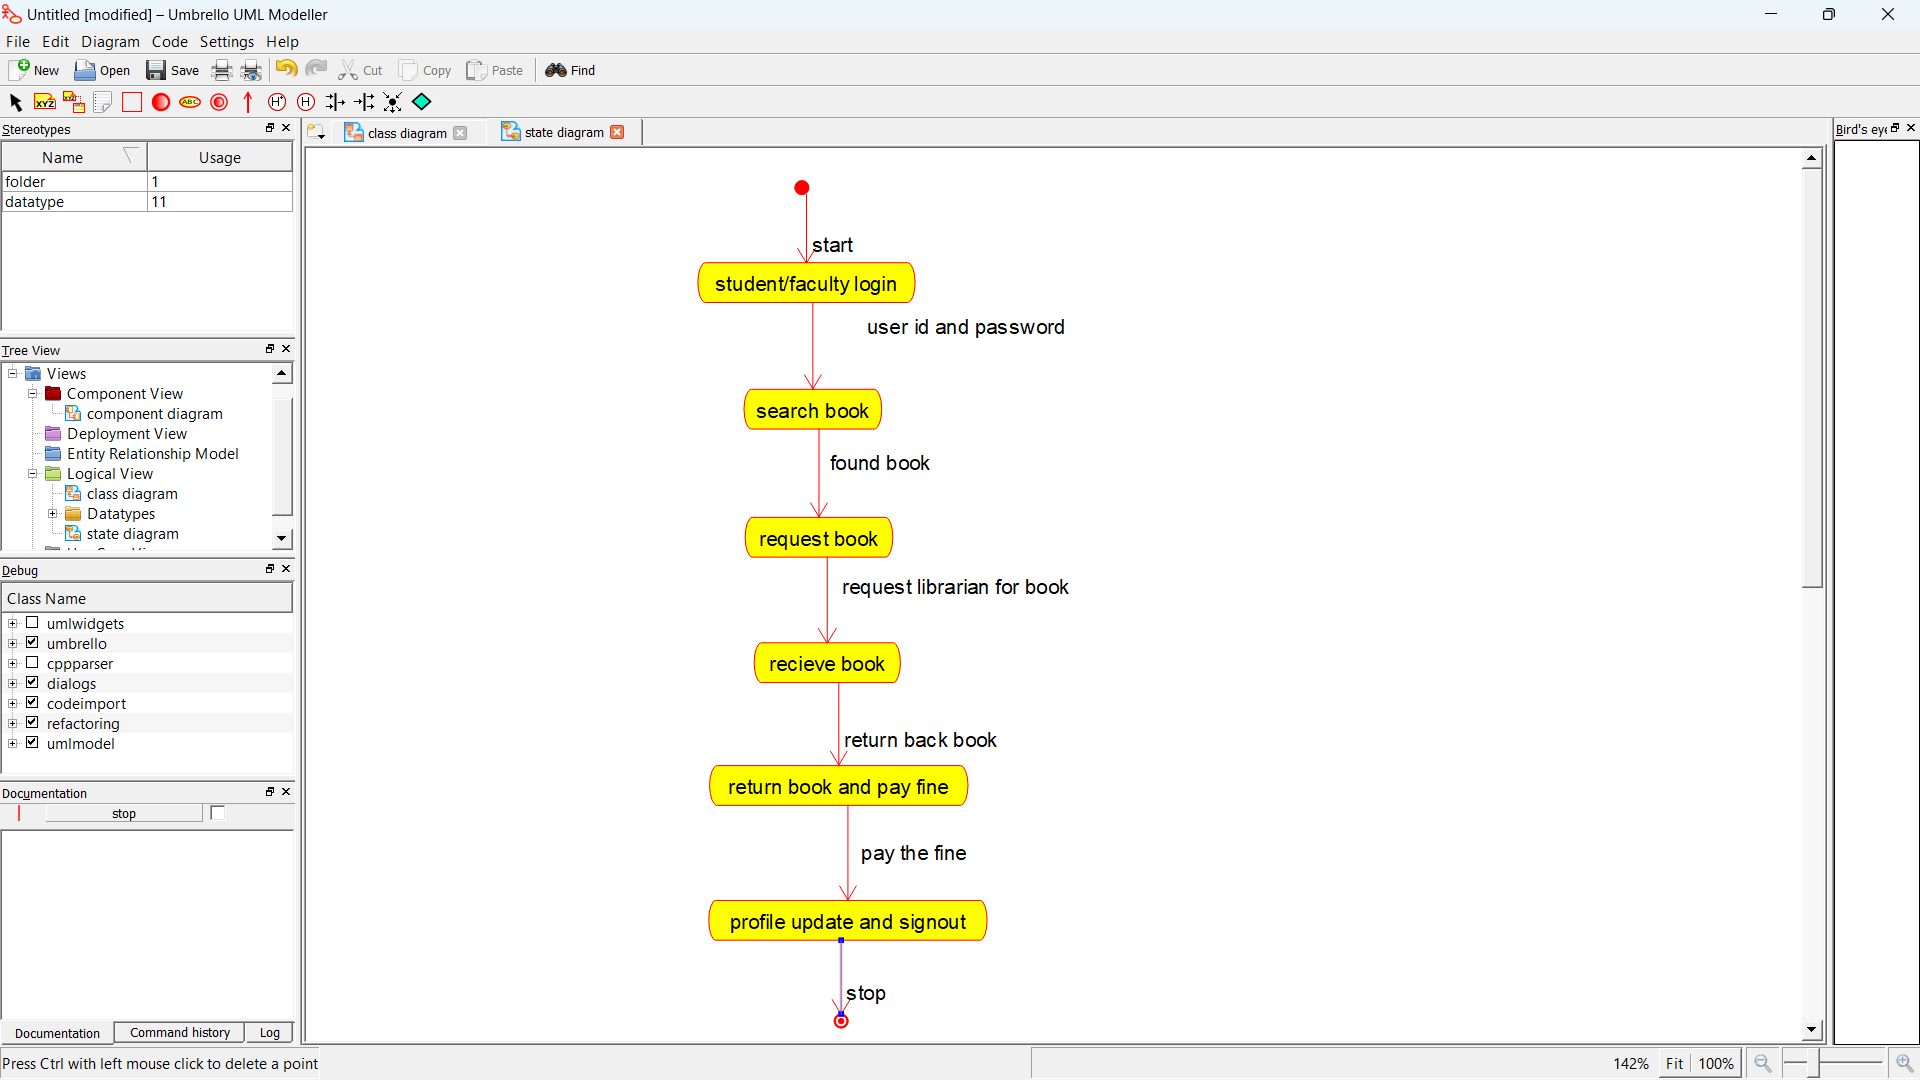 Untitled [modified] – Umbrello UML Modeller
File Edit Diagram Code Settings Help
New Open Save Cut Copy Paste Find
XYZ XYZ ABC H* H
Stereotypes
Name Usage
folder 1
datatype 11
Tree View
Views
Component View
component diagram
Deployment View
Entity Relationship Model
Logical View
class diagram
Datatypes
state diagram
Debug
Class Name
umlwidgets
umbrello
cppparser
dialogs
codeimport
refactoring
umlmodel
Documentation
stop
Documentation Command history Log
Press Ctrl with left mouse click to delete a point
class diagram state diagram
start
student/faculty login
user id and password
search book
found book
request book
request librarian for book
recieve book
return back book
return book and pay fine
pay the fine
profile update and signout
stop
Bird's eye
142% Fit 100%